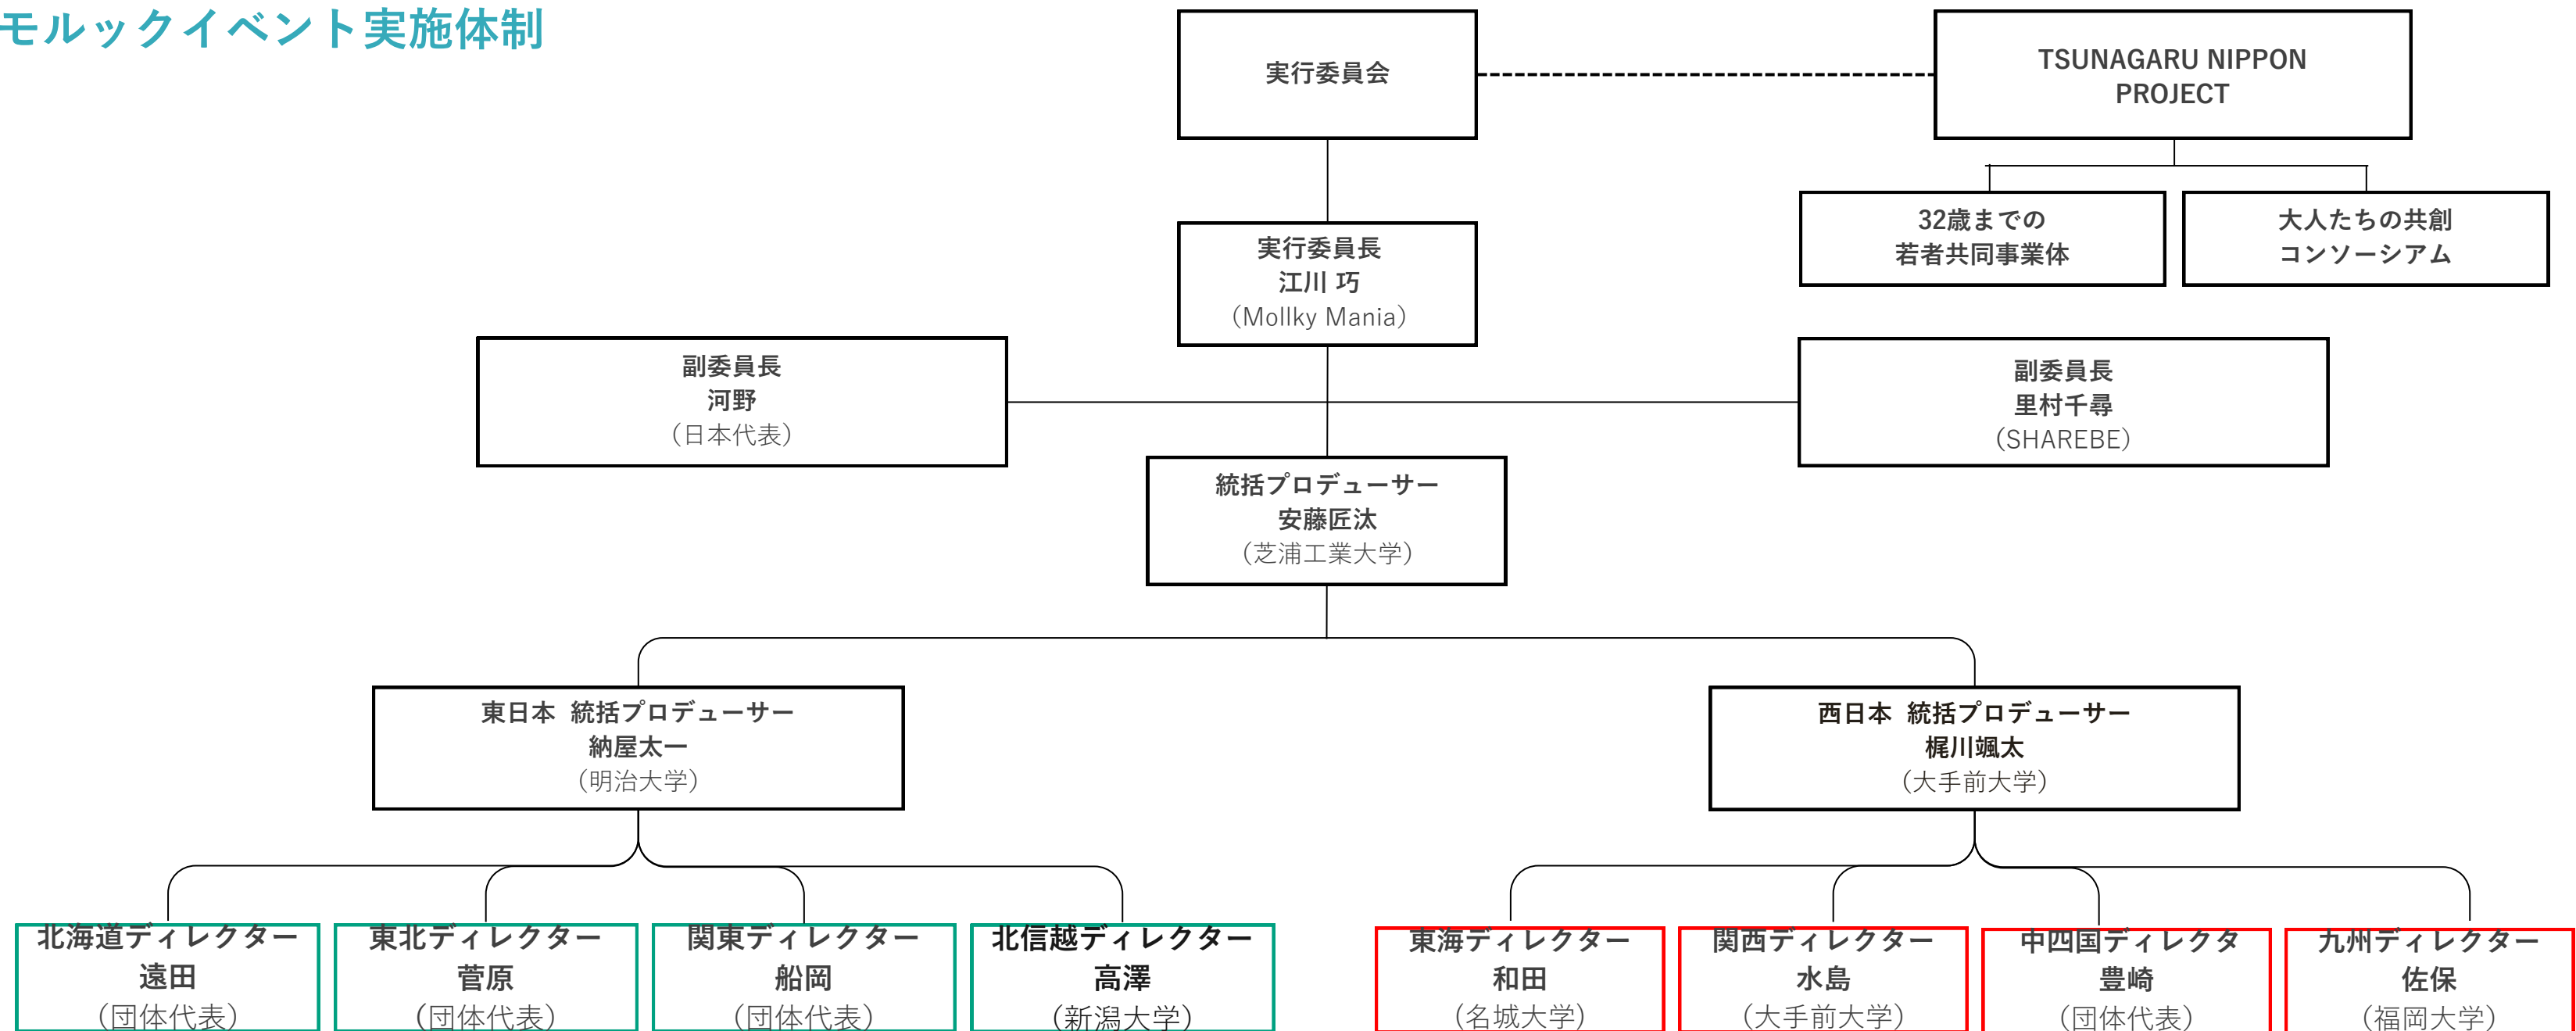 モルックイベント実施体制
実行委員会
TSUNAGARU NIPPON
PROJECT
32歳までの
若者共同事業体
大人たちの共創
コンソーシアム
実行委員長
江川 巧
（Mollky Mania）
副委員長
河野
（日本代表）
副委員長
里村千尋
（SHAREBE）
統括プロデューサー
安藤匠汰
（芝浦工業大学）
東日本 統括プロデューサー
納屋太一
（明治大学）
西日本 統括プロデューサー
梶川颯太
（大手前大学）
北海道ディレクター
遠田
（団体代表）
東北ディレクター
菅原
（団体代表）
関東ディレクター
船岡
（団体代表）
北信越ディレクター
高澤
（新潟大学）
東海ディレクター
和田
（名城大学）
関西ディレクター
水島
（大手前大学）
中四国ディレクタ
豊崎
（団体代表）
九州ディレクター
佐保
（福岡大学）